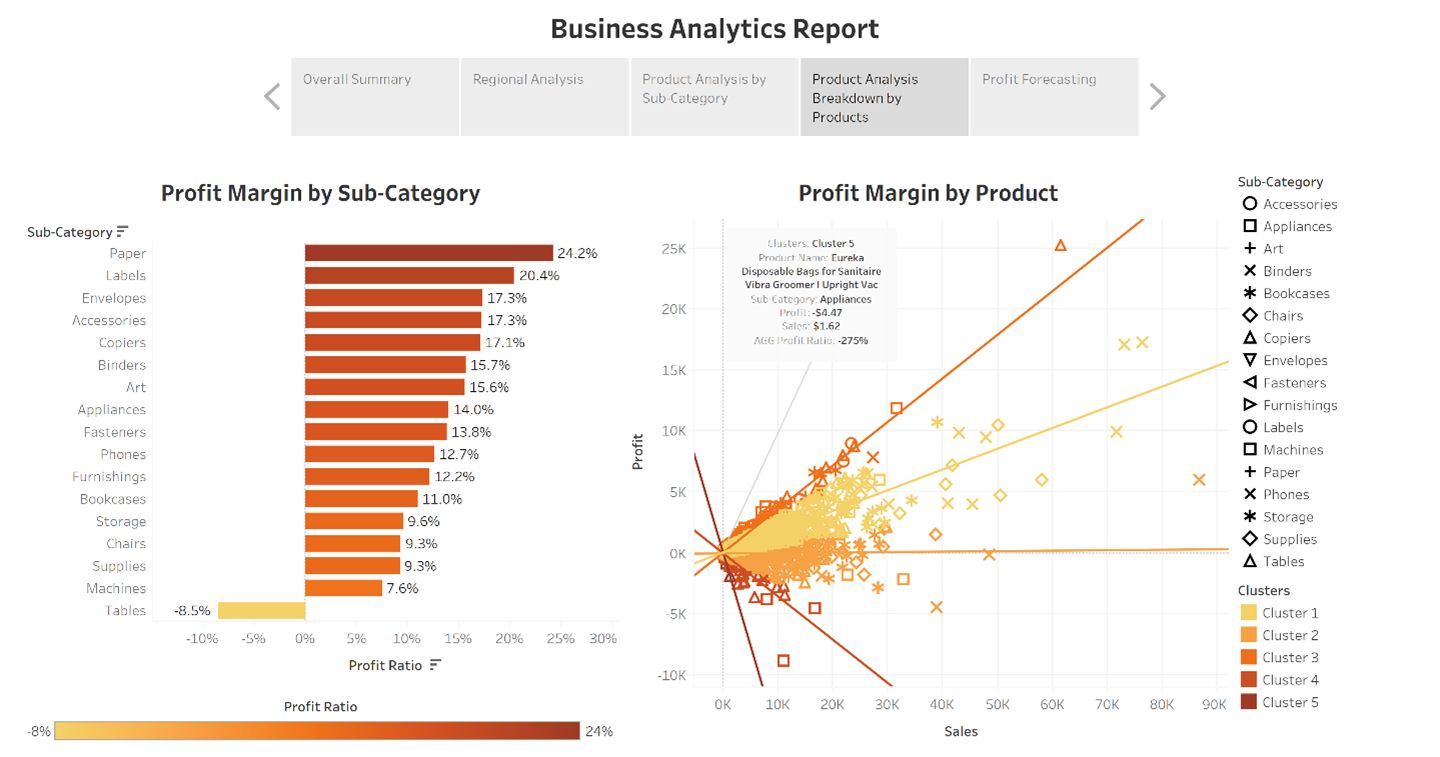 Business Analytics Report
Overall Summary
Regional Analysis
Product Analysis by
Sub-Category
Product Analysis
Breakdown by
Products
Profit Forecasting
Profit Margin by Sub-Category
Sub-Category
Paper 24.2%
Labels 20.4%
Envelopes 17.3%
Accessories 17.3%
Copiers 17.1%
Binders 15.7%
Art 15.6%
Appliances 14.0%
Fasteners 13.8%
Phones 12.7%
Furnishings 12.2%
Bookcases 11.0%
Storage 9.6%
Chairs 9.3%
Supplies 9.3%
Machines 7.6%
Tables -8.5%
-10% -5% 0% 5% 10% 15% 20% 25% 30%
Profit Ratio
Profit Ratio
-8% 24%
Profit Margin by Product
Clusters: Cluster 5
Product Name: Eureka
Disposable Bags for Sanitaire
Vibra Groomer I Upright Vac
Sub-Category: Appliances
Profit: -$4.47
Sales: $1.62
AGG Profit Ratio: -275%
Profit
25K
20K
15K
10K
5K
0K
-5K
-10K
0K 10K 20K 30K 40K 50K 60K 70K 80K 90K
Sales
Sub-Category
Accessories
Appliances
Art
Binders
Bookcases
Chairs
Copiers
Envelopes
Fasteners
Furnishings
Labels
Machines
Paper
Phones
Storage
Supplies
Tables
Clusters
Cluster 1
Cluster 2
Cluster 3
Cluster 4
Cluster 5